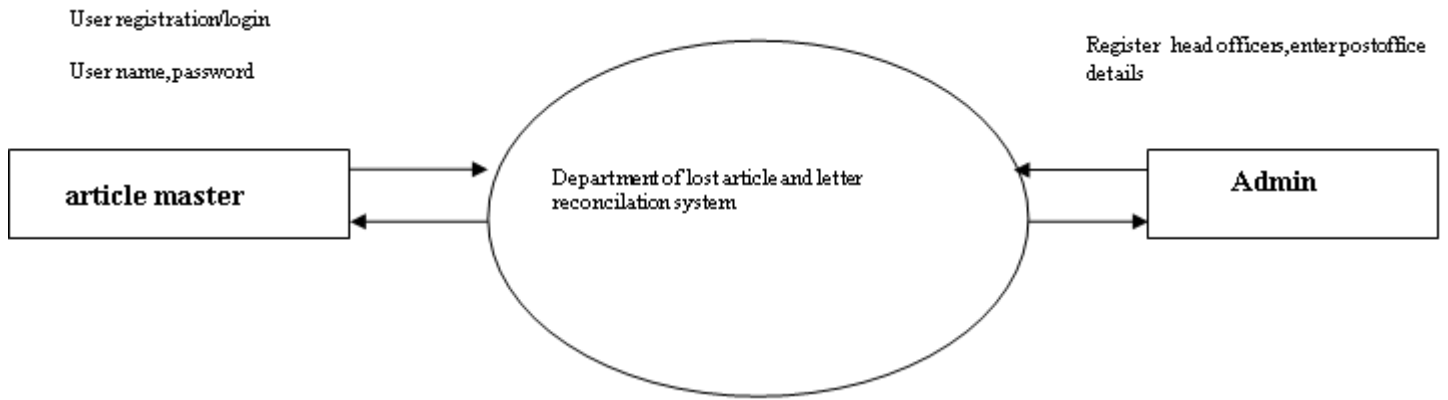 User registration/login
User name,password
Register head officers,enter postoffice
details
article master
Department of lost article and letter
reconcilation system
Admin